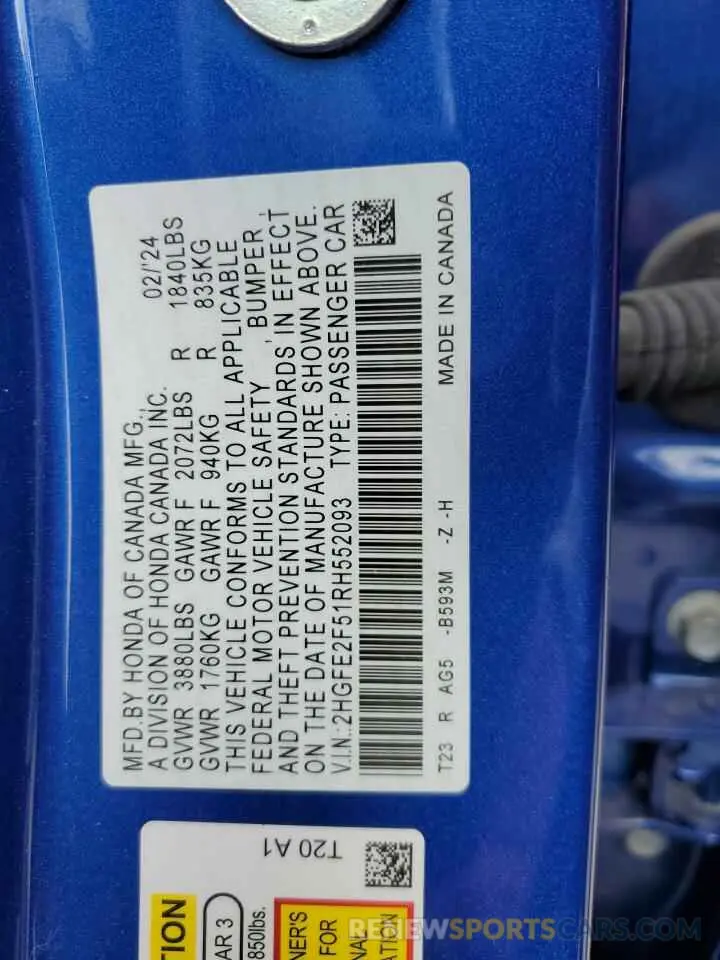 MFD.BY HONDA OF CANADA MFG., 02/'24
A DIVISION OF HONDA CANADA INC.
GVWR 3880LBS GAWR F 2072LBS R 1840LBS
GVWR 1760KG GAWR F 940KG R 835KG
THIS VEHICLE CONFORMS TO ALL APPLICABLE
FEDERAL MOTOR VEHICLE SAFETY , BUMPER ,
AND THEFT PREVENTION STANDARDS, IN EFFECT
ON THE DATE OF MANUFACTURE SHOWN ABOVE.
V.I.N.:2HGFE2F51RH552093 TYPE: PASSENGER CAR
T23 R AG5 -B593M -Z -H MADE IN CANADA
T20 A1
TION
AR 3
850lbs.
NER'S
FOR
NAL
ATION
RENEWSPORTSCARS.COM